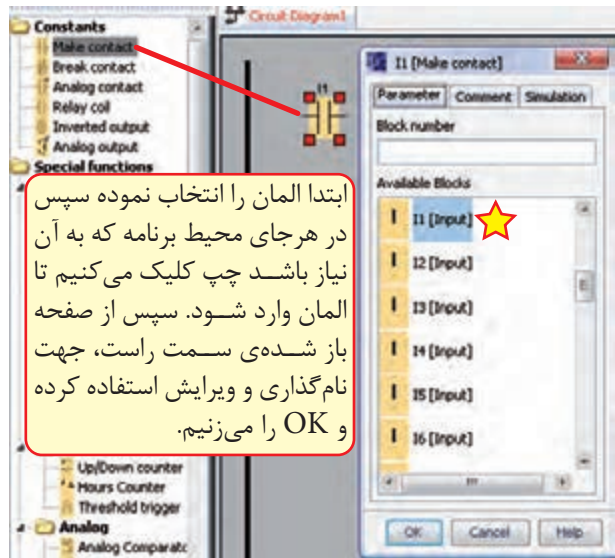 Constants
Make contact
Break contact
Analog contact
Relay coil
Inverted output
Analog output
Special functions
Up/Down counter
Hours Counter
Threshold trigger
Analog
Analog Comparato
Circuit Diagram1
I1
I1 [Make contact]
Parameter Comment Simulation
Block number
Available Blocks
I I1 [Input]
I I2 [Input]
I I3 [Input]
I I4 [Input]
I I5 [Input]
I I6 [Input]
OK Cancel Help
ابتدا المان را انتخاب نموده سپس
در هرجای محیط برنامه که به آن
نیاز باشد چپ کلیک می‌کنیم تا
المان وارد شود. سپس از صفحه
باز شده‌ی سمت راست، جهت
نام‌گذاری و ویرایش استفاده کرده
و OK را می‌زنیم.